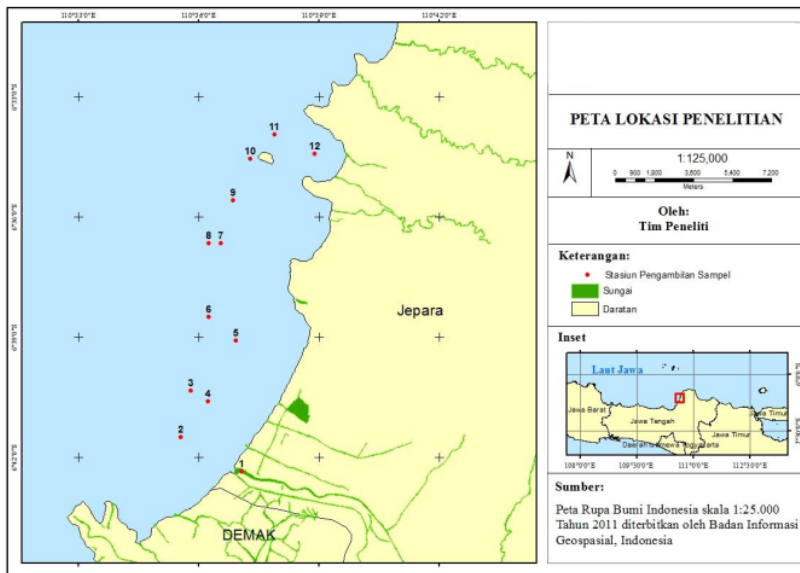 110°33'0"E 110°36'0"E 110°39'0"E 110°42'0"E
11
12
10
9
8 7
6
5
3
4
2
1
Jepara
DEMAK
PETA LOKASI PENELITIAN
N
1:125,000
0 900 1,800 3,600 5,400 7,200
Meters
Oleh:
Tim Peneliti
Keterangan:
Stasiun Pengambilan Sampel
Sungai
Daratan
Inset
Laut Jawa
Jawa Barat
Jawa Tengah
Jawa Timur
Jawa Timur
108°0'0"E 109°30'0"E 111°0'0"E 112°30'0"E
Sumber:
Peta Rupa Bumi Indonesia skala 1:25.000
Tahun 2011 diterbitkan oleh Badan Informasi
Geospasial, Indonesia